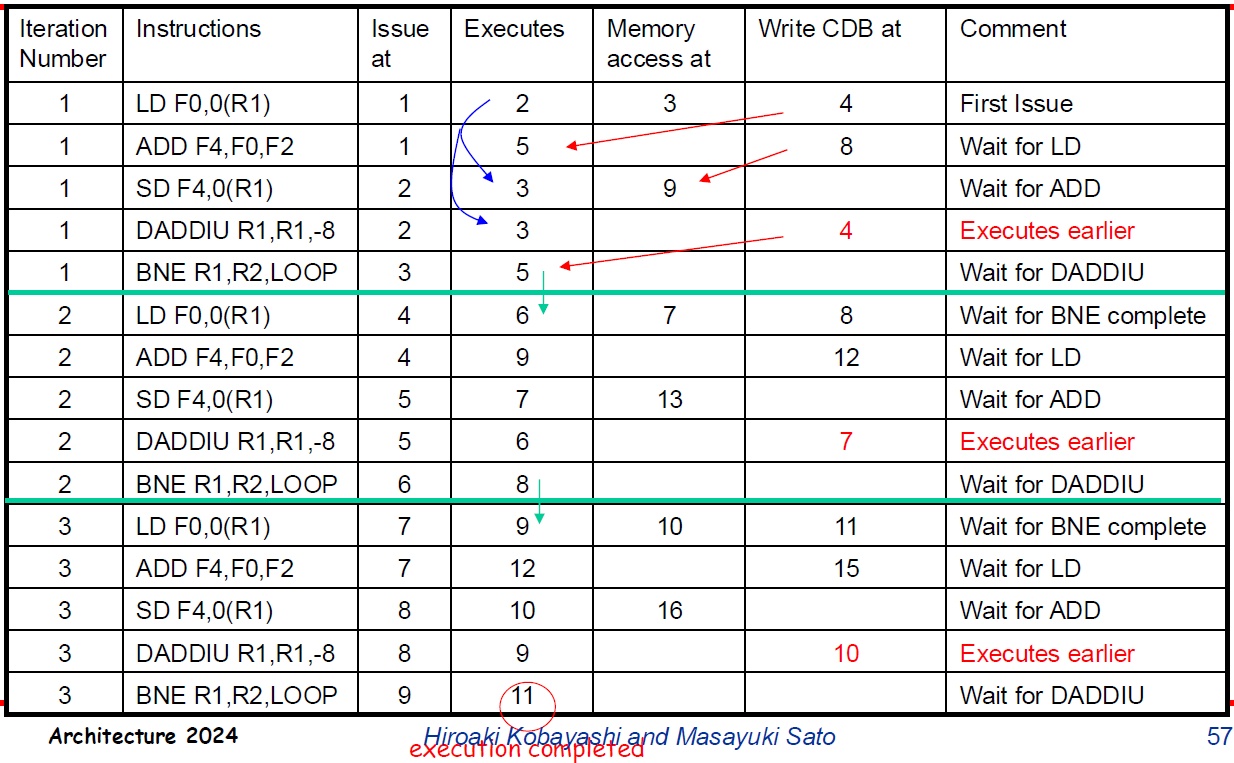 Iteration Number Instructions Issue at Executes Memory access at Write CDB at Comment
1 LD F0,0(R1) 1 2 3 4 First Issue
1 ADD F4,F0,F2 1 5 8 Wait for LD
1 SD F4,0(R1) 2 3 9 Wait for ADD
1 DADDIU R1,R1,-8 2 3 4 Executes earlier
1 BNE R1,R2,LOOP 3 5 Wait for DADDIU
2 LD F0,0(R1) 4 6 7 8 Wait for BNE complete
2 ADD F4,F0,F2 4 9 12 Wait for LD
2 SD F4,0(R1) 5 7 13 Wait for ADD
2 DADDIU R1,R1,-8 5 6 7 Executes earlier
2 BNE R1,R2,LOOP 6 8 Wait for DADDIU
3 LD F0,0(R1) 7 9 10 11 Wait for BNE complete
3 ADD F4,F0,F2 7 12 15 Wait for LD
3 SD F4,0(R1) 8 10 16 Wait for ADD
3 DADDIU R1,R1,-8 8 9 10 Executes earlier
3 BNE R1,R2,LOOP 9 11 Wait for DADDIU
Architecture 2024 Hiroaki Kobayashi and Masayuki Sato 57
execution completed